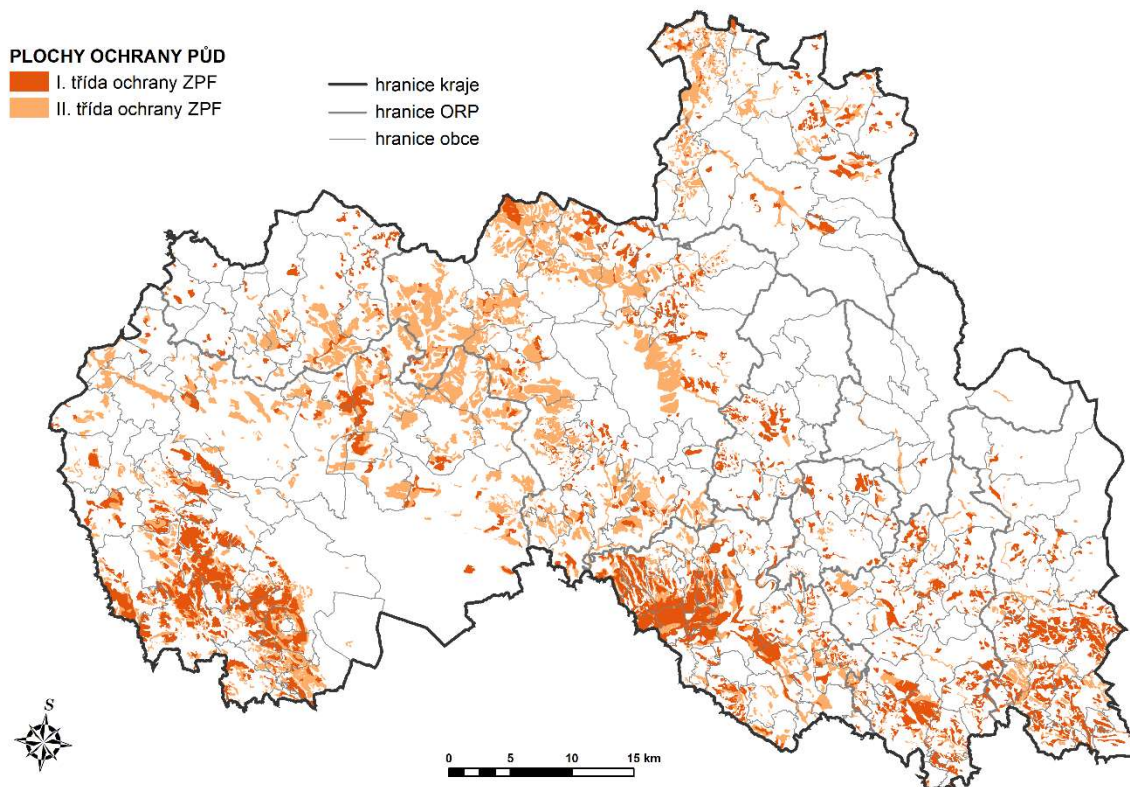 PLOCHY OCHRANY PŮD
I. třída ochrany ZPF
II. třída ochrany ZPF
hranice kraje
hranice ORP
hranice obce
S
0 5 10 15 km